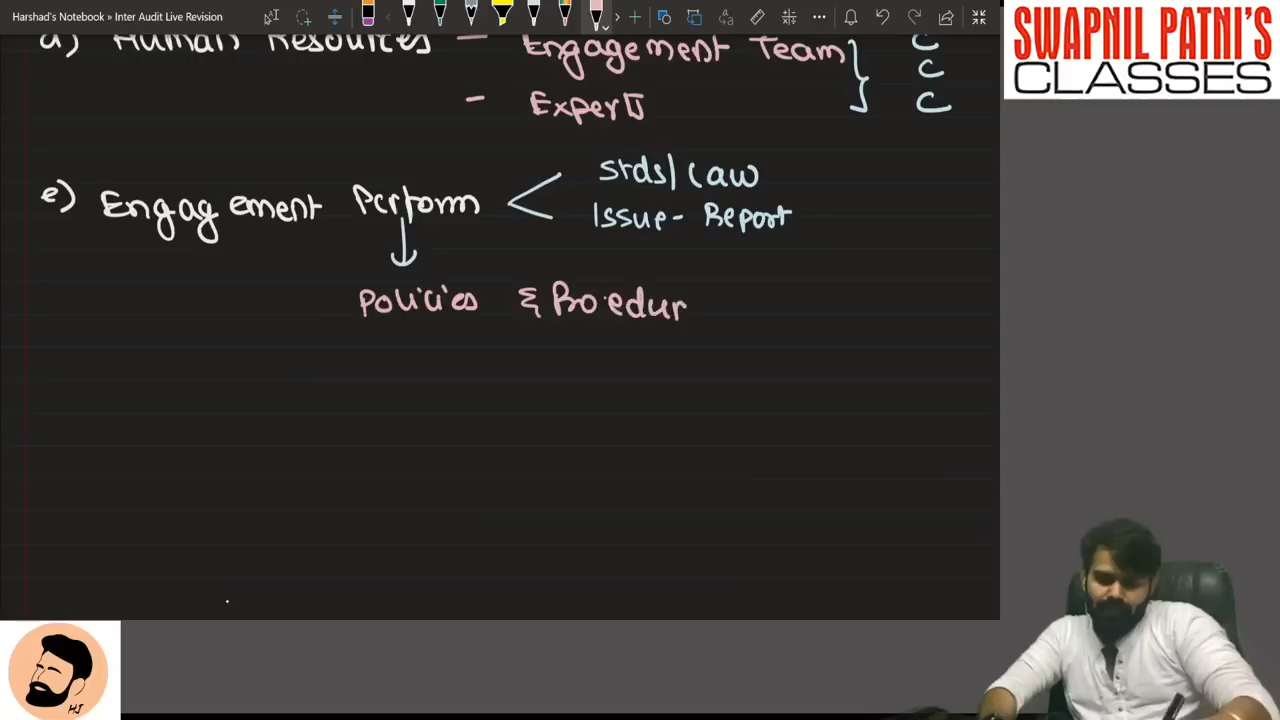 Harshad's Notebook » Inter Audit Live Revision
SWAPNIL PATNI'S
CLASSES
d) Human Resources - Engagement Team } C
C
- Experts C
e) Engagement Perform < Stds/Law
Issue - Report
Policies & Procedur
HJ